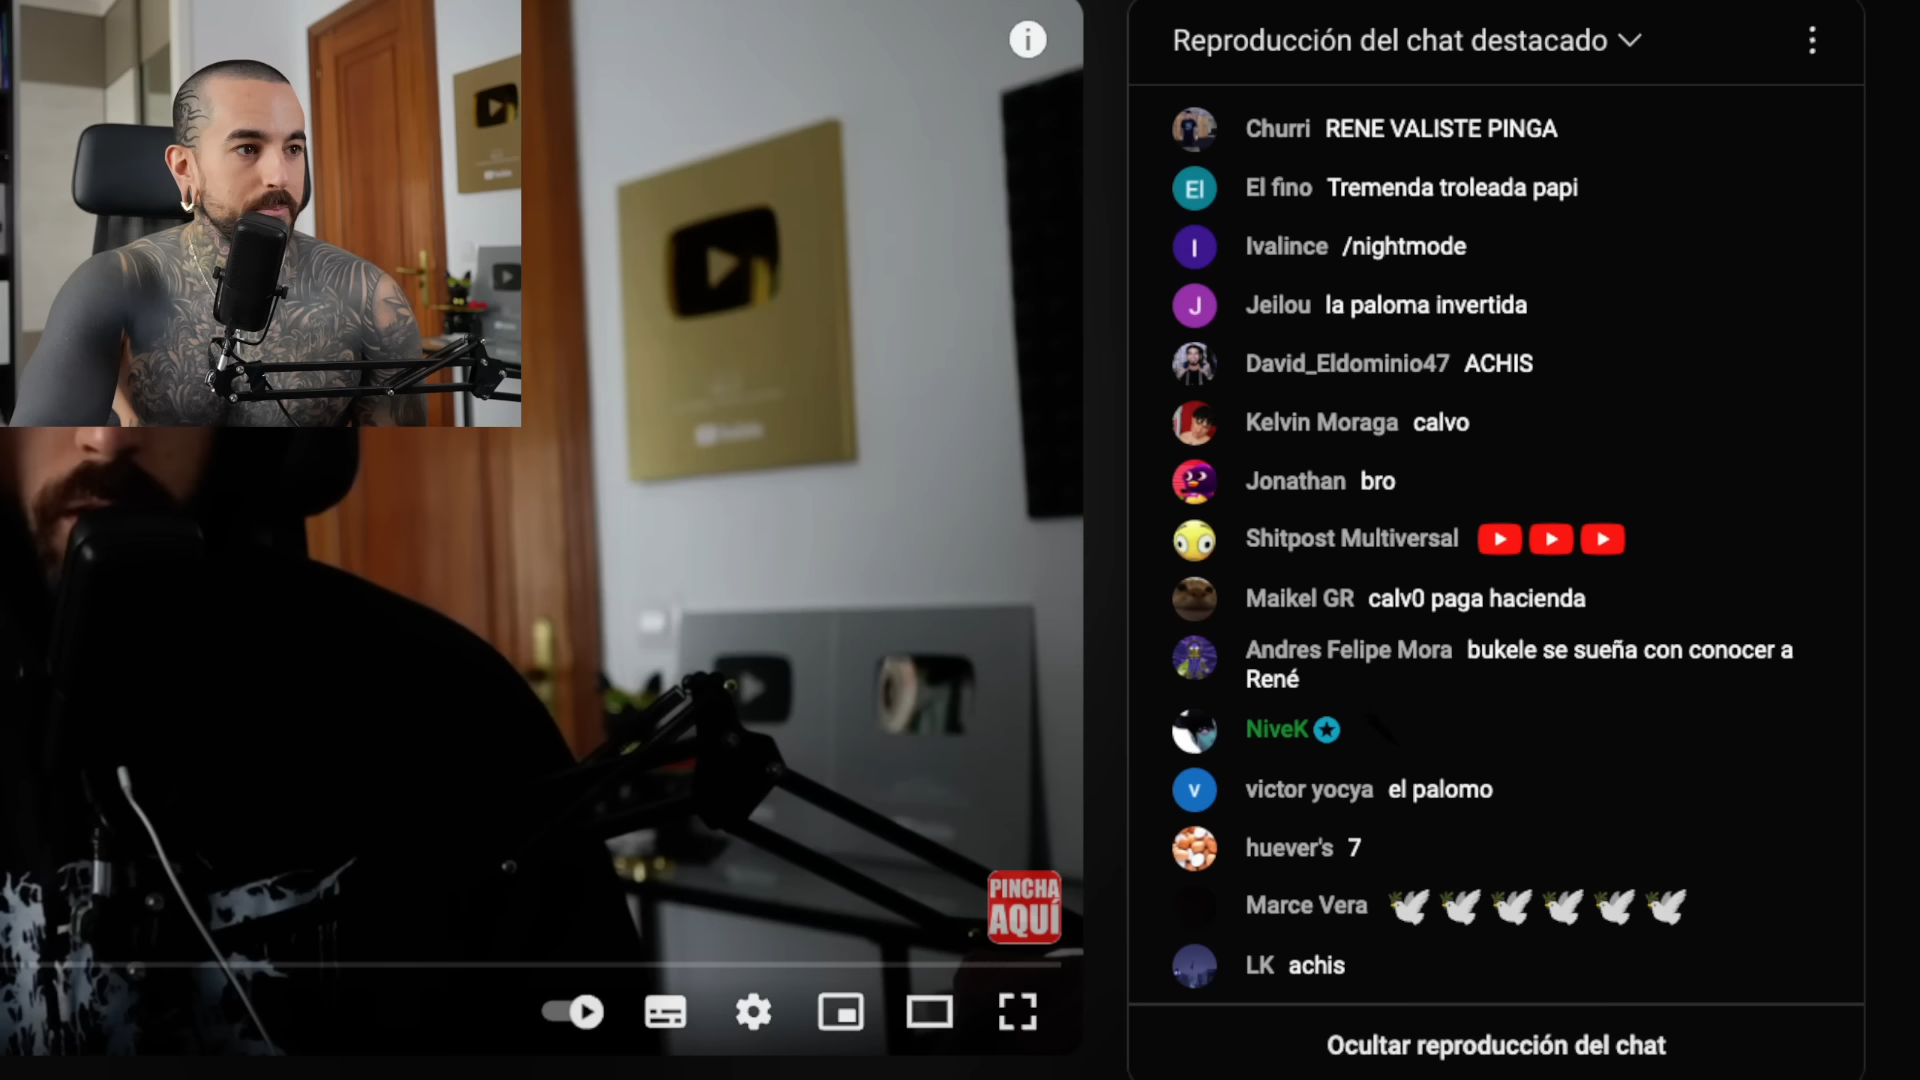 Reproducción del chat destacado
Churri RENE VALISTE PINGA
El El fino Tremenda troleada papi
I Ivalince /nightmode
J Jeilou la paloma invertida
David_Eldominio47 ACHIS
Kelvin Moraga calvo
Jonathan bro
Shitpost Multiversal
Maikel GR calv0 paga hacienda
Andres Felipe Mora bukele se sueña con conocer a
René
NiveK
v victor yocya el palomo
huever's 7
Marce Vera 🕊️🕊️🕊️🕊️🕊️🕊️
LK achis
Ocultar reproducción del chat
PINCHA
AQUÍ